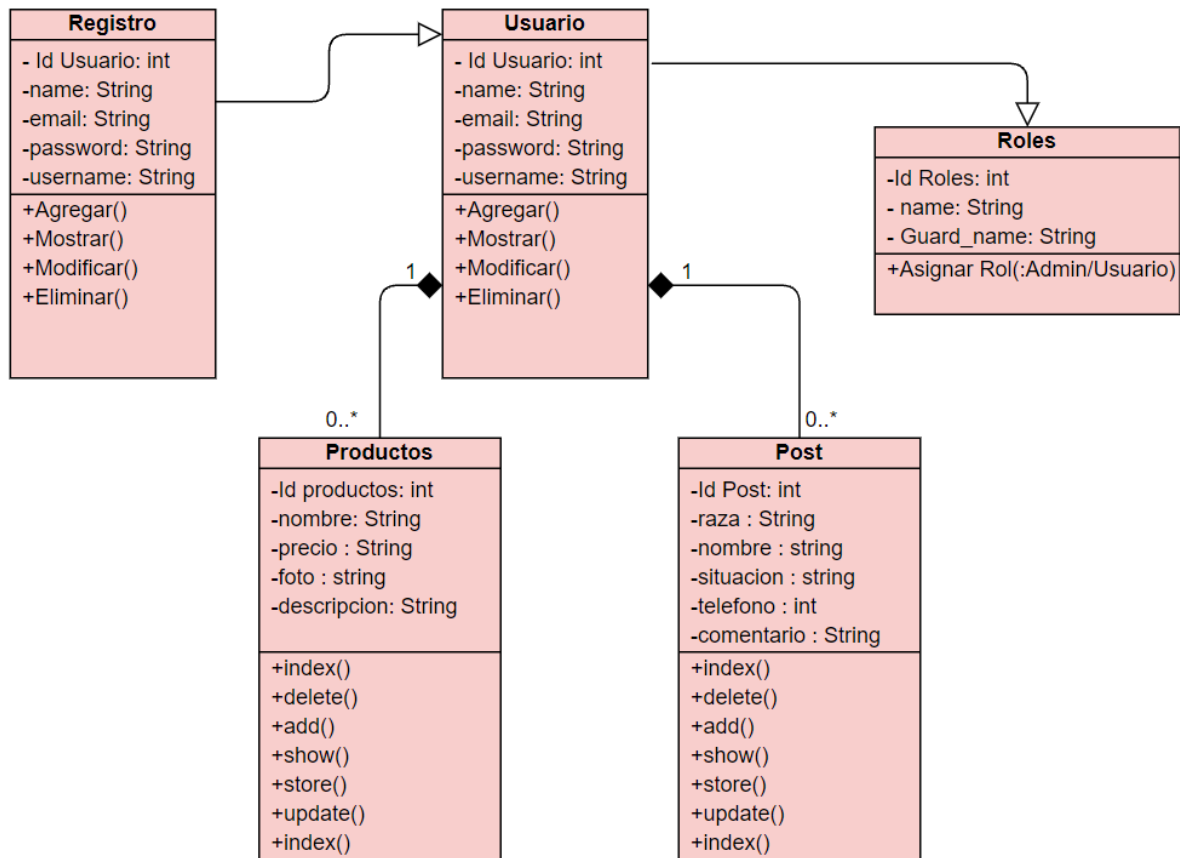 Registro
- Id Usuario: int
-name: String
-email: String
-password: String
-username: String
+Agregar()
+Mostrar()
+Modificar()
+Eliminar()
Usuario
- Id Usuario: int
-name: String
-email: String
-password: String
-username: String
+Agregar()
+Mostrar()
+Modificar()
+Eliminar()
Roles
-Id Roles: int
- name: String
- Guard_name: String
+Asignar Rol(:Admin/Usuario)
1
1
0..*
0..*
Productos
-Id productos: int
-nombre: String
-precio : String
-foto : string
-descripcion: String
+index()
+delete()
+add()
+show()
+store()
+update()
+index()
Post
-Id Post: int
-raza : String
-nombre : string
-situacion : string
-telefono : int
-comentario : String
+index()
+delete()
+add()
+show()
+store()
+update()
+index()